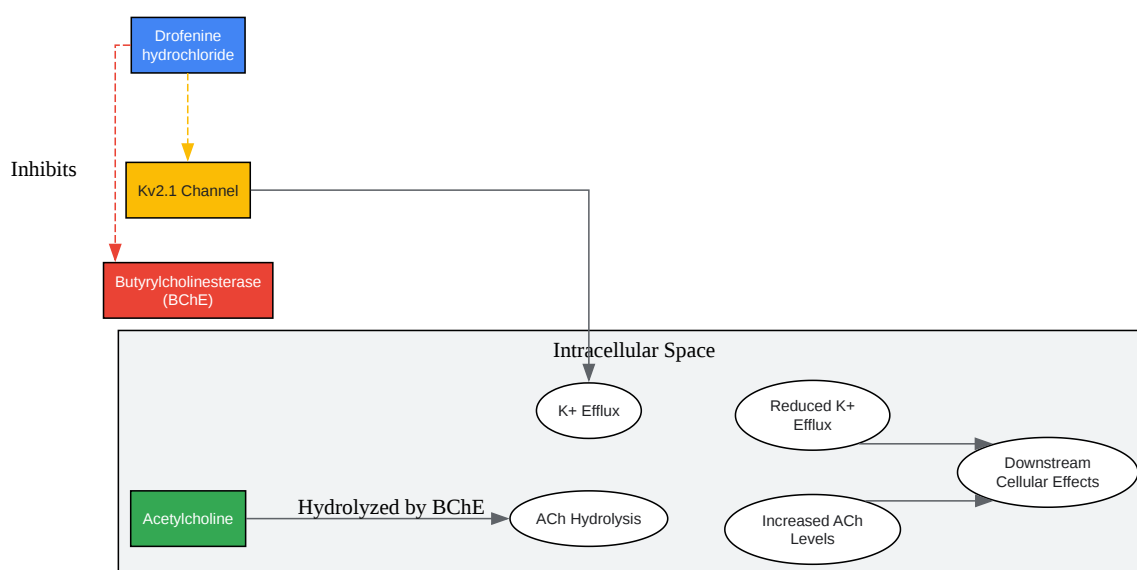 Drofenine
hydrochloride
Inhibits
Kv2.1 Channel
Butyrylcholinesterase
(BChE)
Intracellular Space
K+ Efflux
Reduced K+
Efflux
Downstream
Cellular Effects
Acetylcholine
Hydrolyzed by BChE
ACh Hydrolysis
Increased ACh
Levels